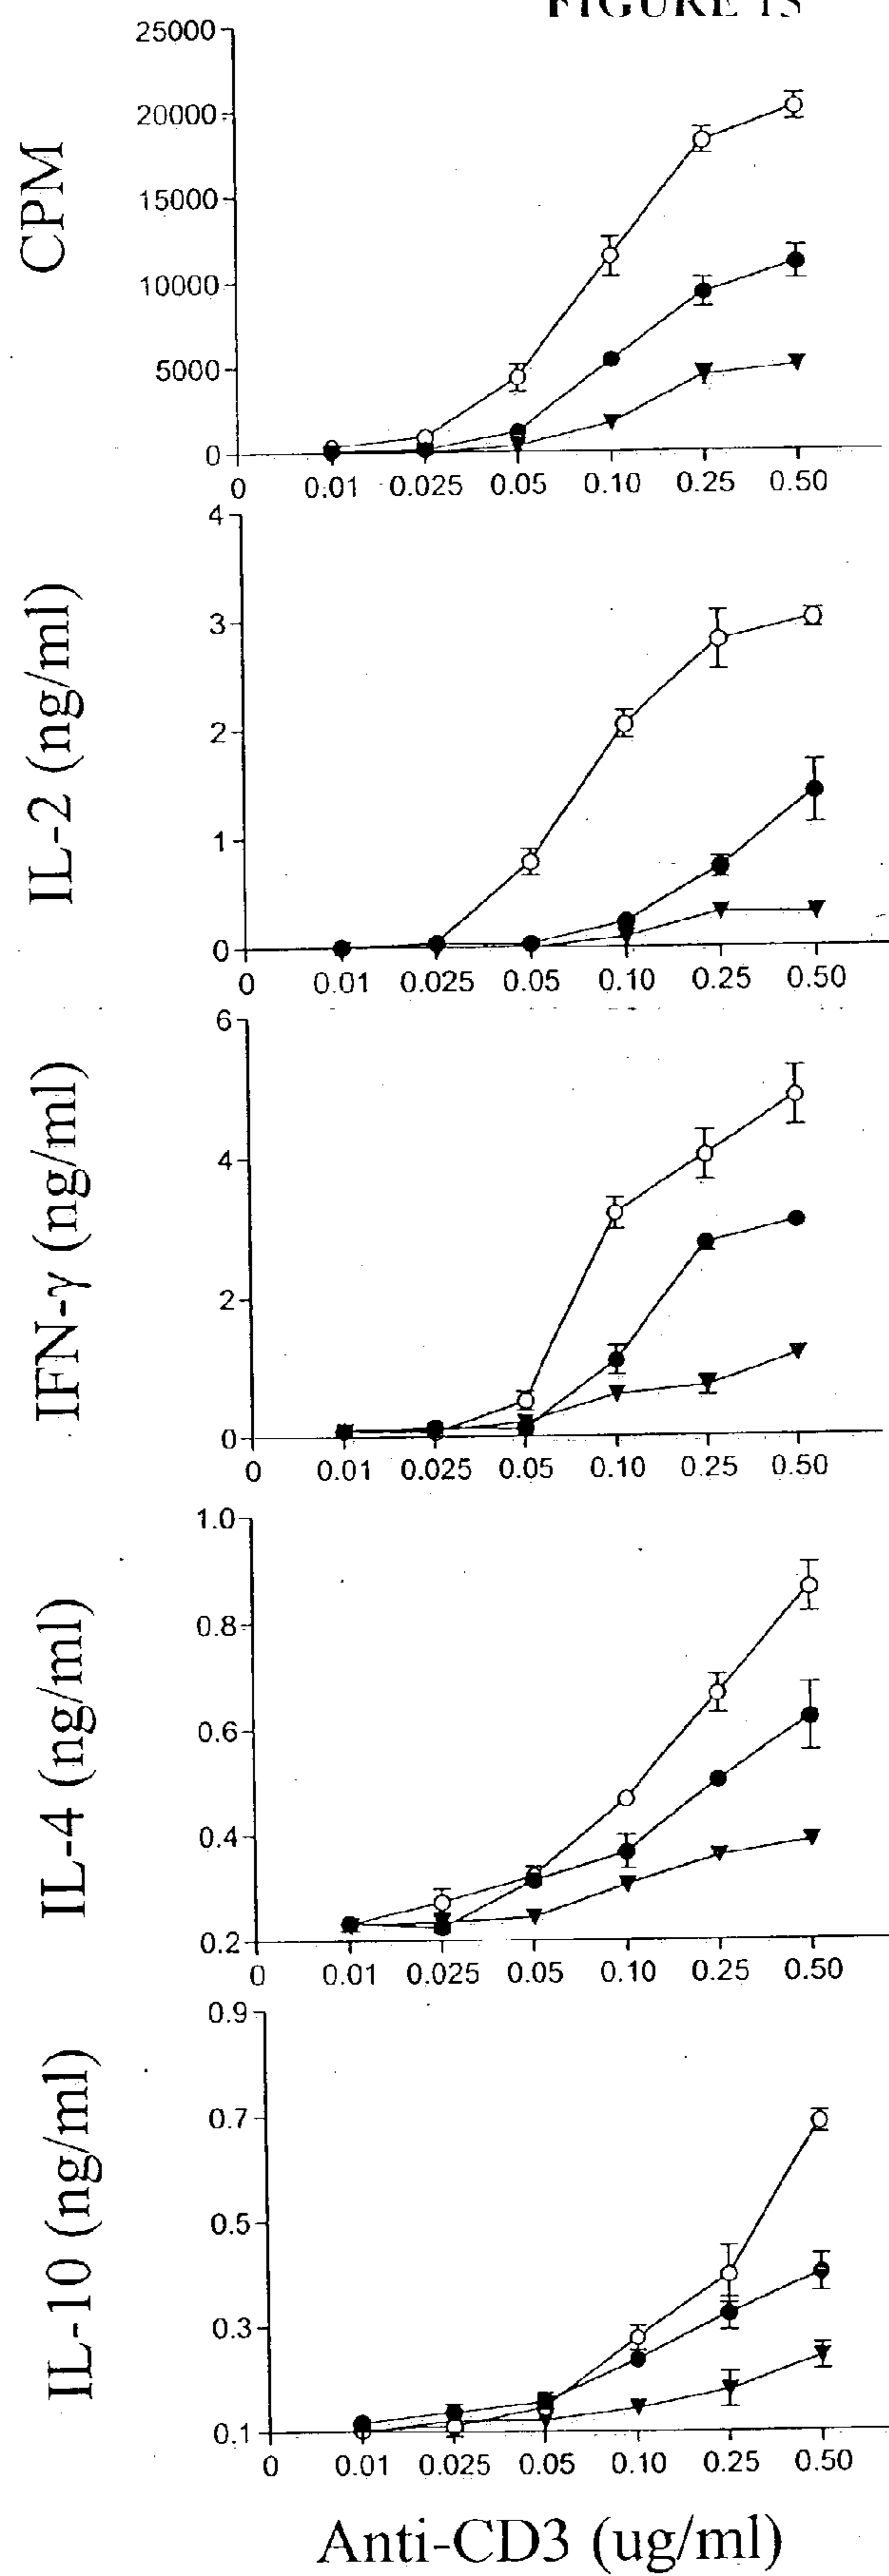 FIGURE 15
25000
20000
15000
10000
5000
0
CPM
0 0.01 0.025 0.05 0.10 0.25 0.50
4
3
2
1
0
IL-2 (ng/ml)
0 0.01 0.025 0.05 0.10 0.25 0.50
6
4
2
0
IFN-γ (ng/ml)
0 0.01 0.025 0.05 0.10 0.25 0.50
1.0
0.8
0.6
0.4
0.2
IL-4 (ng/ml)
0 0.01 0.025 0.05 0.10 0.25 0.50
0.9
0.7
0.5
0.3
0.1
IL-10 (ng/ml)
0 0.01 0.025 0.05 0.10 0.25 0.50
Anti-CD3 (ug/ml)